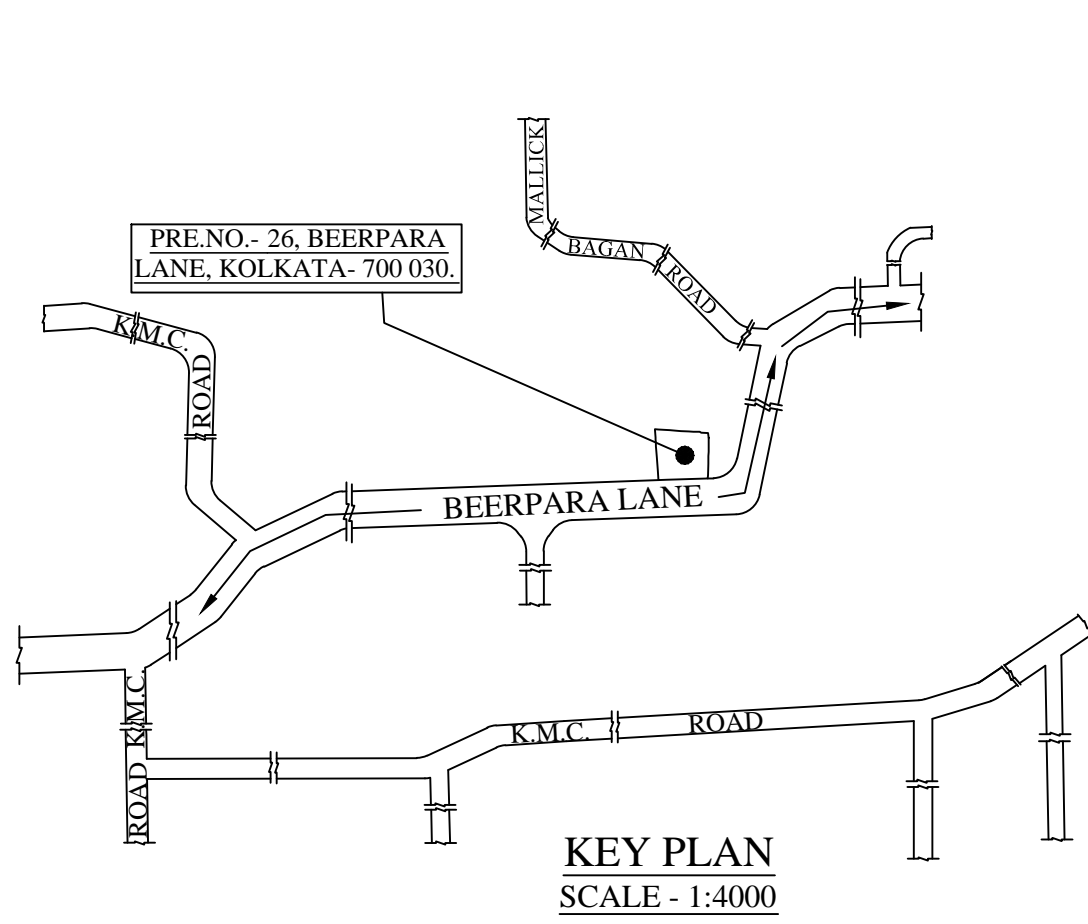 MALLICK
BAGAN
ROAD
PRE.NO.- 26, BEERPARA
LANE, KOLKATA- 700 030.
K.M.C.
ROAD
BEERPARA LANE
K.M.C.
ROAD
K.M.C.
ROAD
KEY PLAN
SCALE - 1:4000